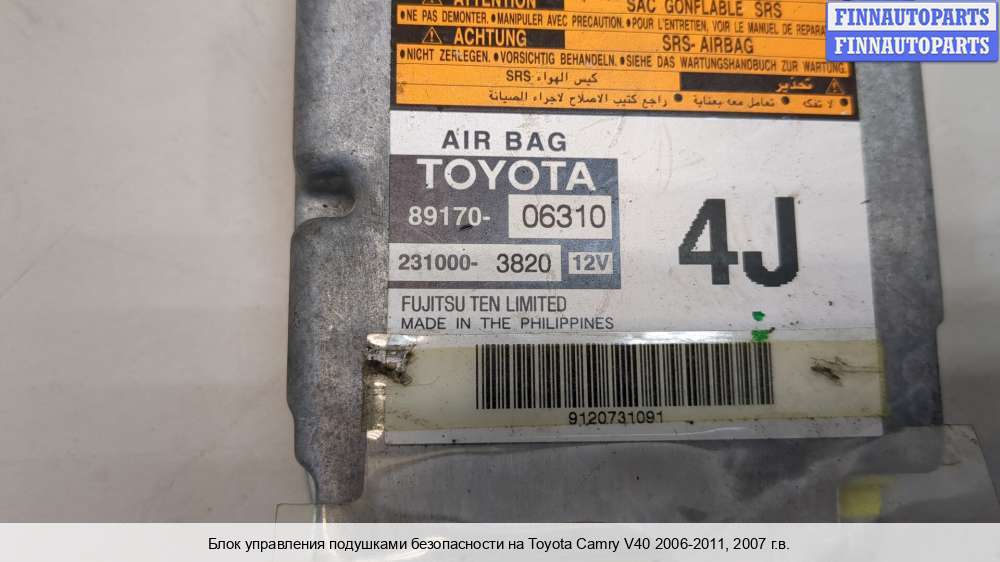 ATTENTION SAC GONFLABLE SRS
●NE PAS DEMONTER. ●MANIPULER AVEC PRECAUTION. ●POUR L'ENTRETIEN, VOIR LE MANUEL DE REPARA
ACHTUNG SRS-AIRBAG
●NICHT ZERLEGEN. ●VORSICHTIG BEHANDELN. ●SIEHE DAS WARTUNGSHANDBUCH ZUR WARTUNG.
تحذير كيس الهواء SRS
● لا تفكه ● تعامل معه بعناية ● راجع كتيب الاصلاح لاجراء الصيانة
FINNAUTOPARTS
FINNAUTOPARTS
AIR BAG
TOYOTA
89170- 06310
231000- 3820 12V
4J
FUJITSU TEN LIMITED
MADE IN THE PHILIPPINES
9120731091
Блок управления подушками безопасности на Toyota Camry V40 2006-2011, 2007 г.в.